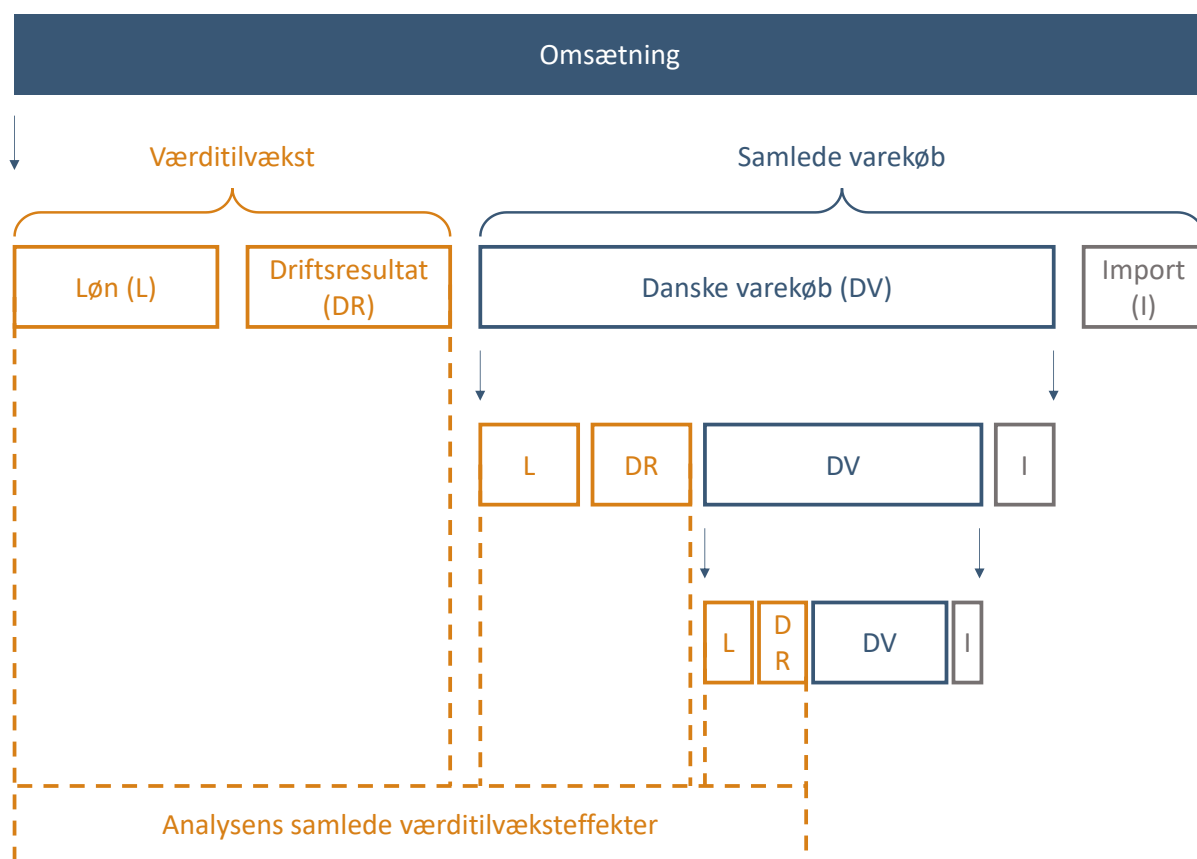 Omsætning
Værditilvækst
Samlede varekøb
Løn (L)
Driftsresultat
(DR)
Danske varekøb (DV)
Import
(I)
L
DR
DV
I
L
D
R
DV
I
Analysens samlede værditilvæksteffekter